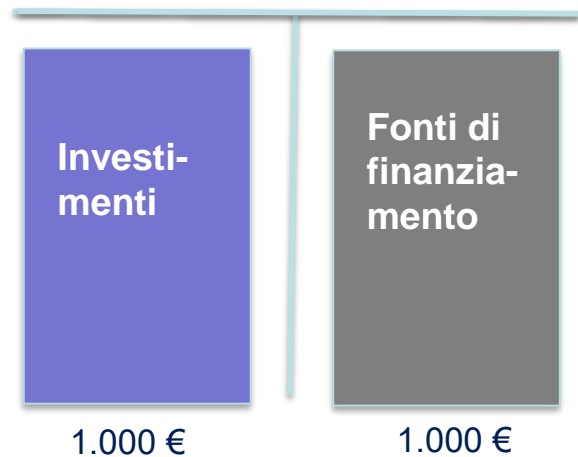 Investi-
menti
Fonti di
finanzia-
mento
1.000 €
1.000 €